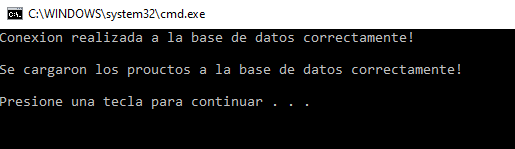 C:\WINDOWS\system32\cmd.exe
Conexion realizada a la base de datos correctamente!
Se cargaron los prouctos a la base de datos correctamente!
Presione una tecla para continuar . . .